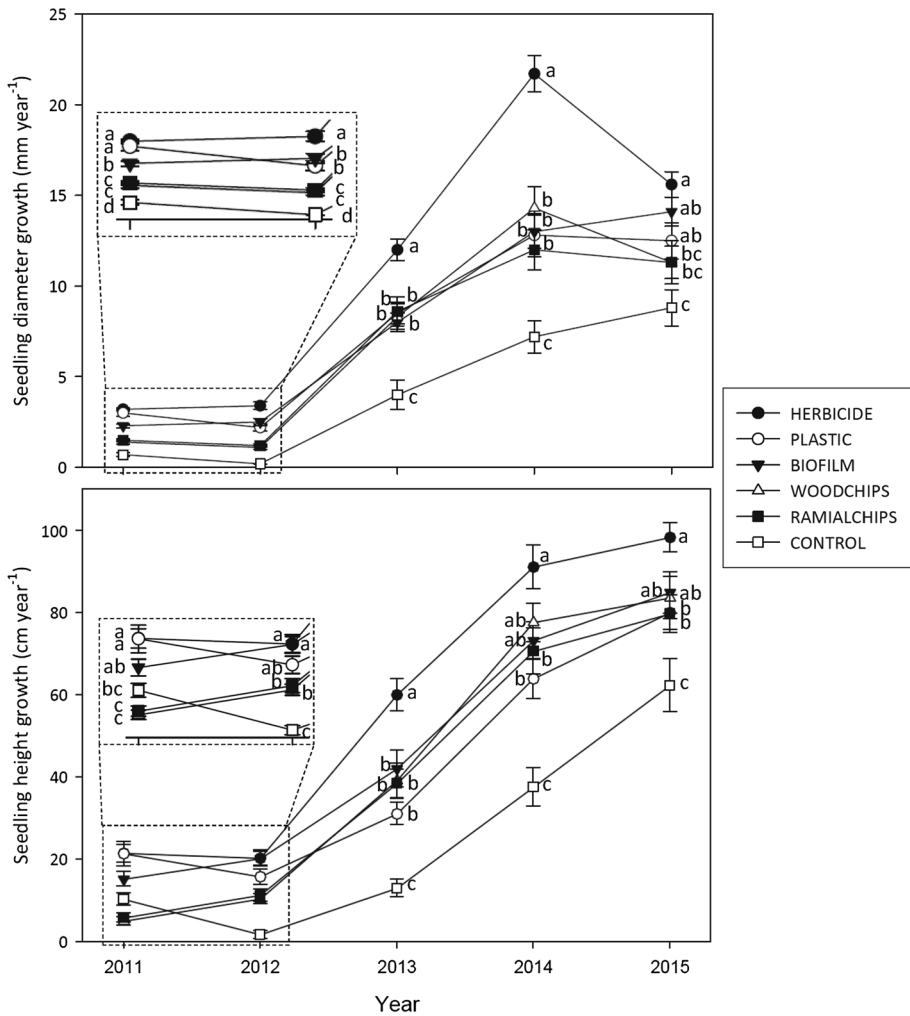 25
20
15
10
5
0
Seedling diameter growth (mm year-1)
a
a
b
c
c
d
a
b
b
c
c
d
a
b
b
b
b
c
a
b
b
b
b
c
a
ab
ab
bc
bc
c
HERBICIDE
PLASTIC
BIOFILM
WOODCHIPS
RAMIALCHIPS
CONTROL
100
80
60
40
20
0
Seedling height growth (cm year-1)
a
a
ab
bc
c
c
a
a
ab
b
b
c
a
b
b
b
b
c
a
ab
ab
b
b
c
a
ab
ab
b
b
c
2011 2012 2013 2014 2015
Year